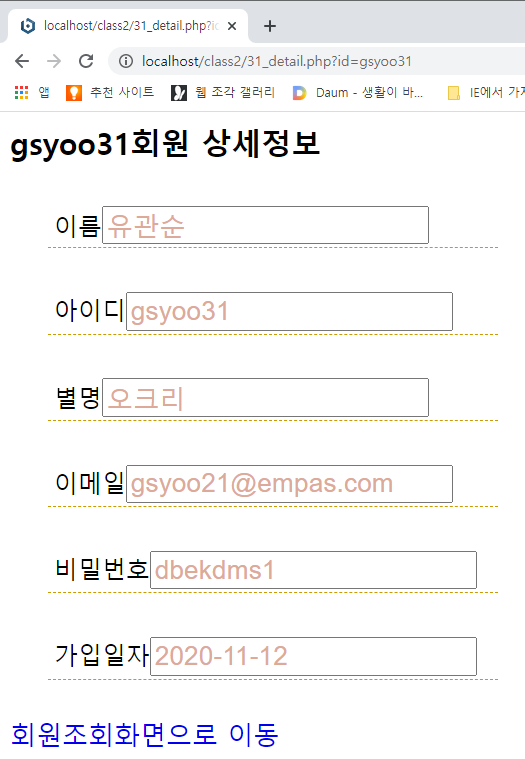 localhost/class2/31_detail.php?id
localhost/class2/31_detail.php?id=gsyoo31
앱 추천 사이트 웹 조각 갤러리 Daum - 생활이 바... IE에서 가져
gsyoo31회원 상세정보
이름 유관순
아이디 gsyoo31
별명 오크리
이메일 gsyoo21@empas.com
비밀번호 dbekdms1
가입일자 2020-11-12
회원조회화면으로 이동